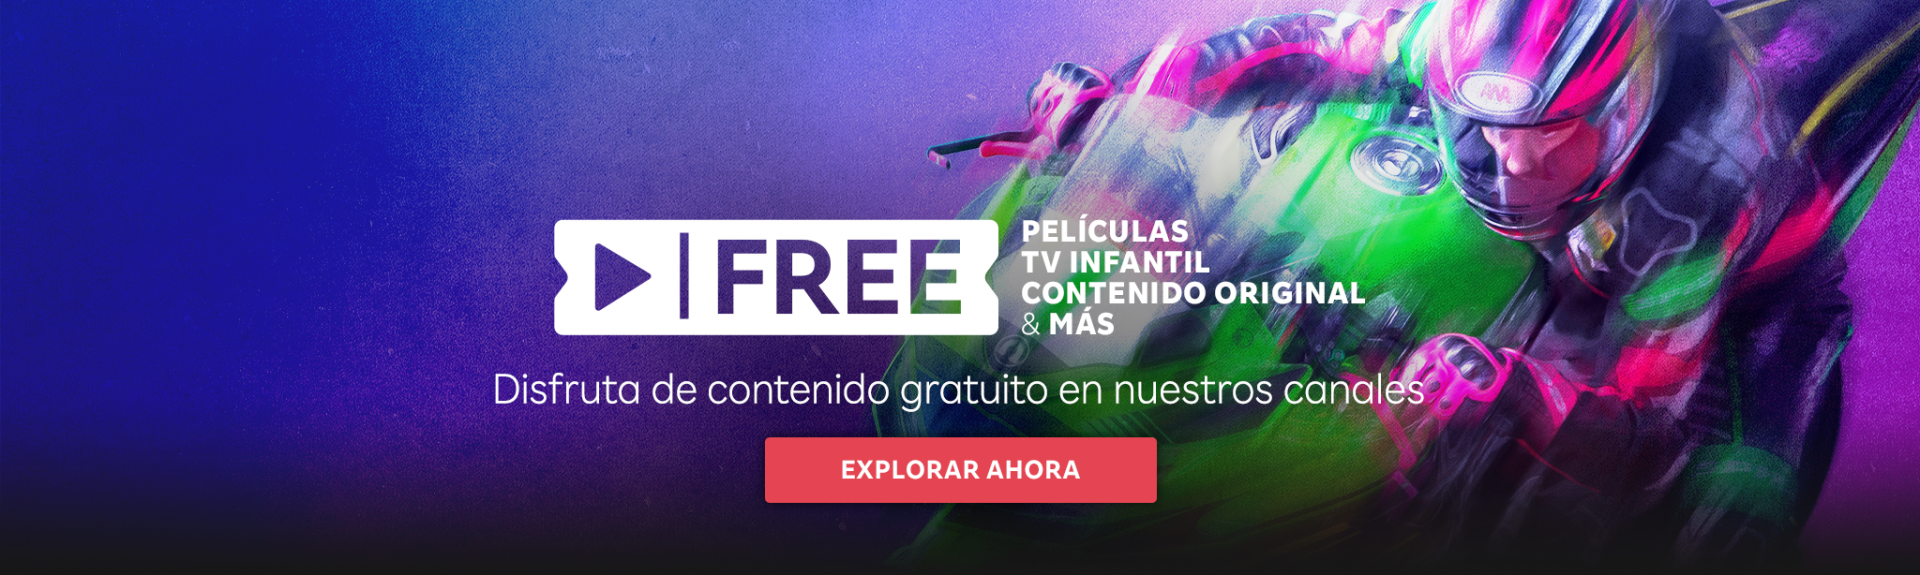 FREE
PELÍCULAS
TV INFANTIL
CONTENIDO ORIGINAL
& MÁS
Disfruta de contenido gratuito en nuestros canales
EXPLORAR AHORA